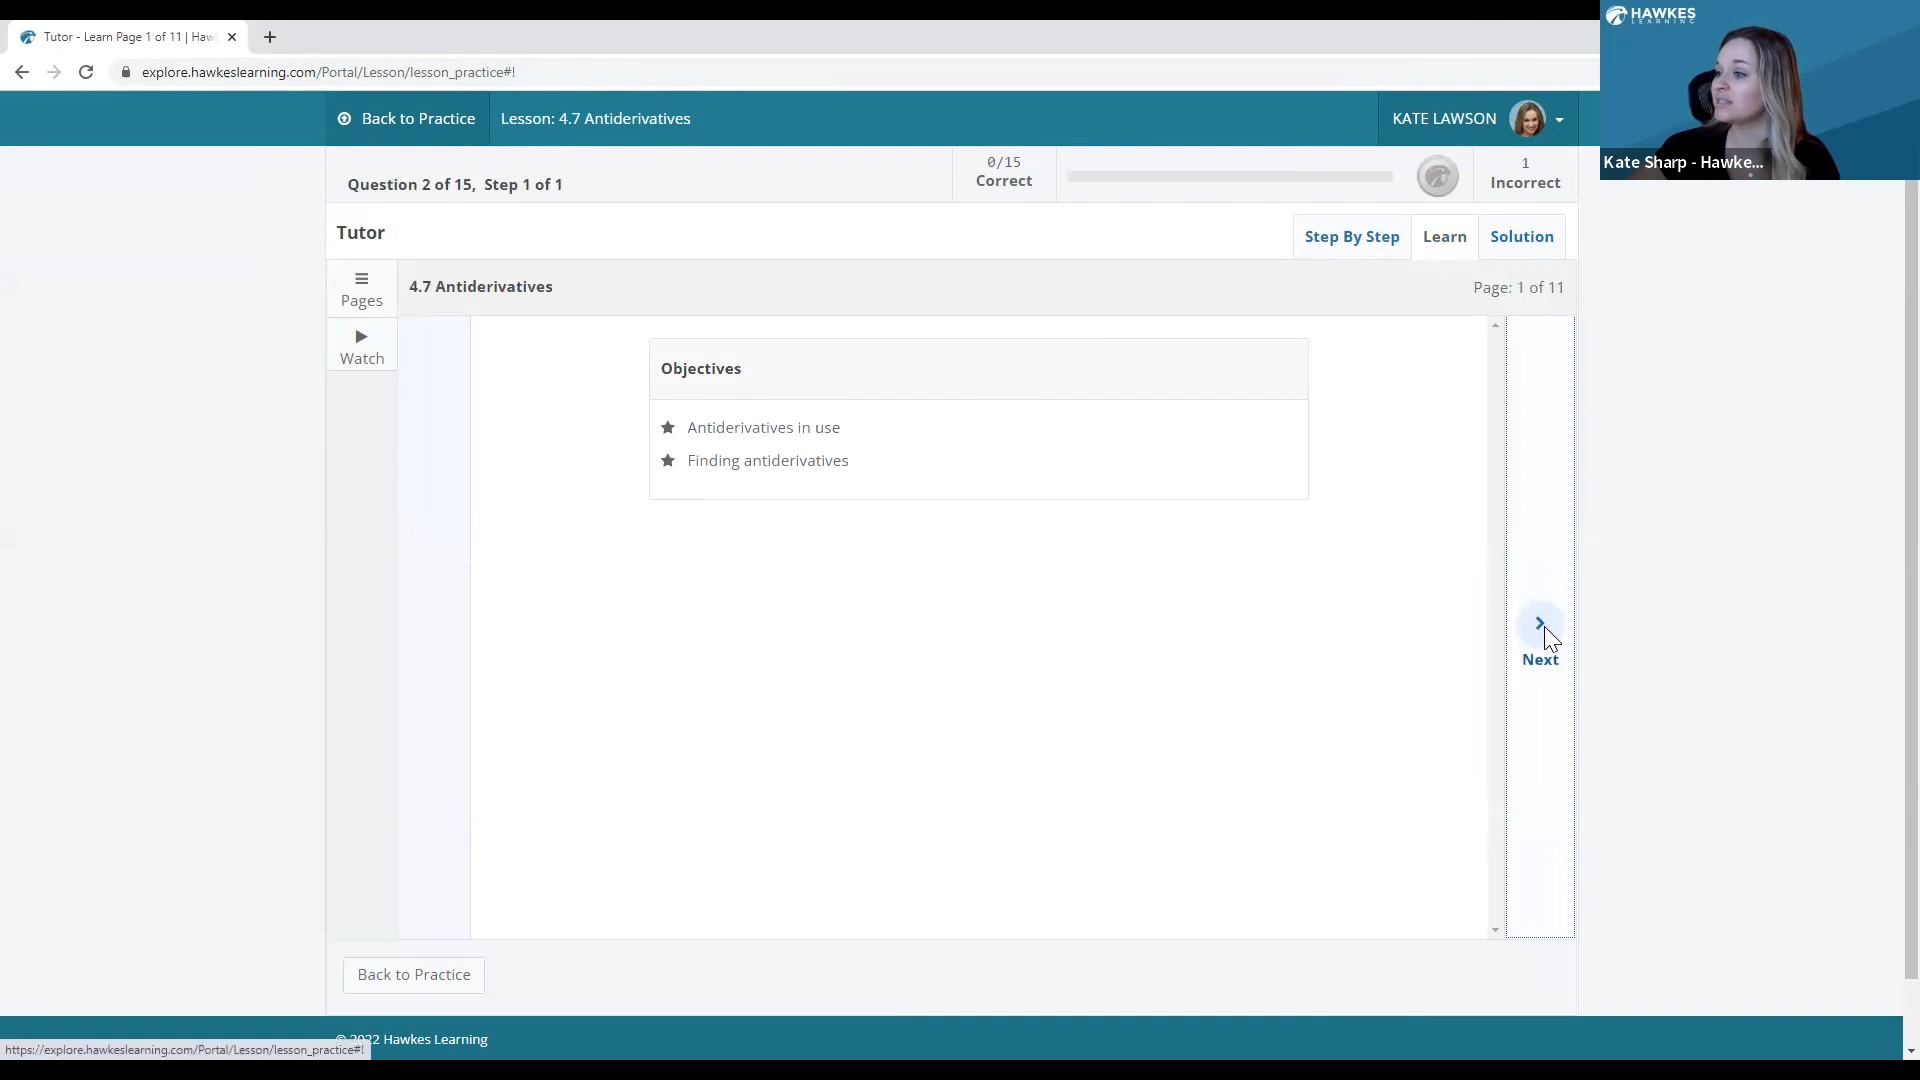 Tutor - Learn Page 1 of 11 | Haw
explore.hawkeslearning.com/Portal/Lesson/lesson_practice#!
HAWKES
LEARNING
Kate Sharp - Hawke...
Back to Practice
Lesson: 4.7 Antiderivatives
KATE LAWSON
Question 2 of 15, Step 1 of 1
0/15
Correct
1
Incorrect
Tutor
Step By Step
Learn
Solution
Pages
4.7 Antiderivatives
Page: 1 of 11
Watch
Objectives
★ Antiderivatives in use
★ Finding antiderivatives
Next
Back to Practice
© 2022 Hawkes Learning
https://explore.hawkeslearning.com/Portal/Lesson/lesson_practice#!